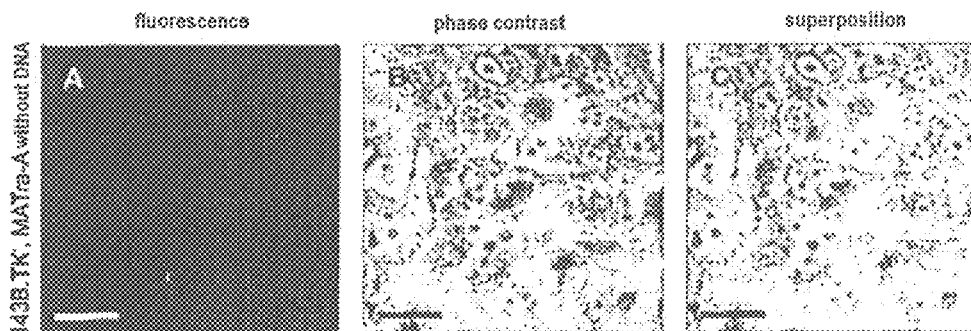 fluorescence
phase contrast
superposition
143B.TK⁻, MATra-A without DNA
A
B
C